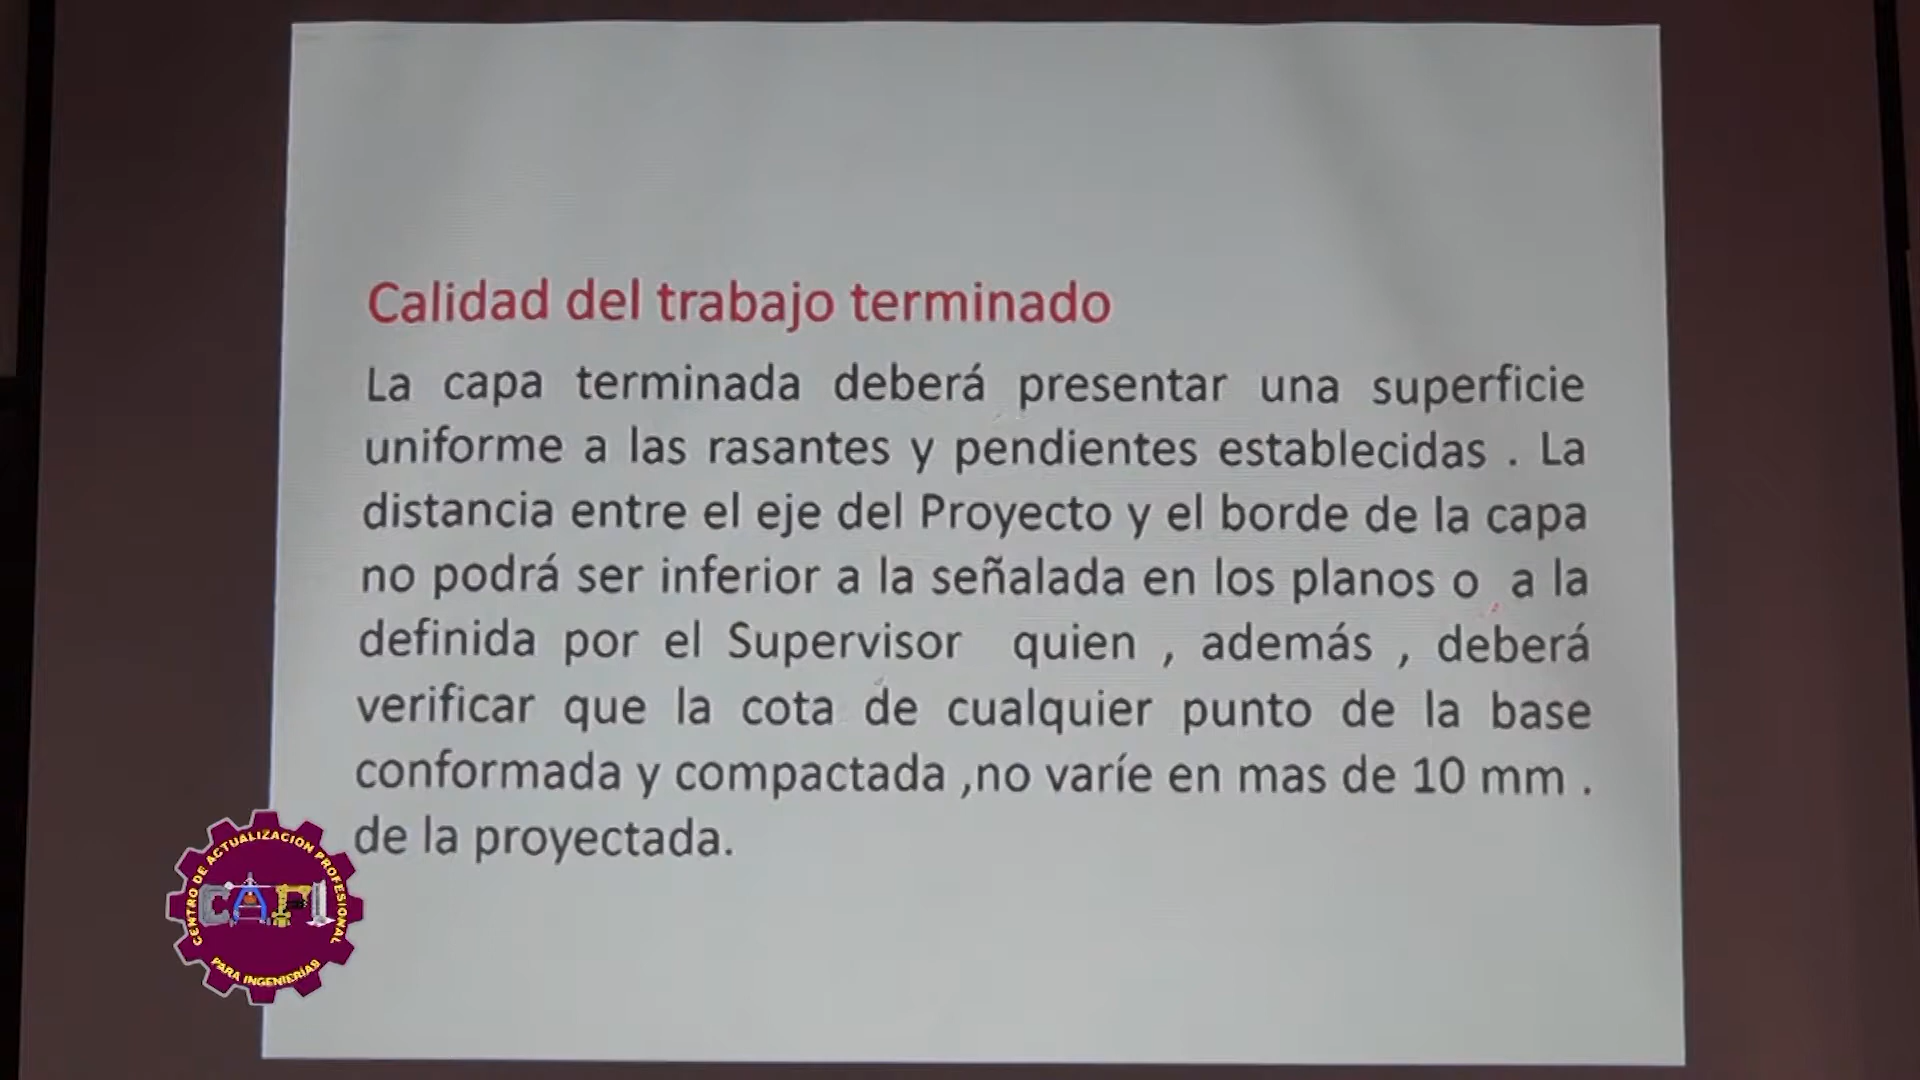 Calidad del trabajo terminado
La capa terminada deberá presentar una superficie
uniforme a las rasantes y pendientes establecidas . La
distancia entre el eje del Proyecto y el borde de la capa
no podrá ser inferior a la señalada en los planos o a la
definida por el Supervisor quien , además , deberá
verificar que la cota de cualquier punto de la base
conformada y compactada ,no varíe en mas de 10 mm .
de la proyectada.
CENTRO DE ACTUALIZACION PROFESIONAL
CAPI
PARA INGENIERÍAS